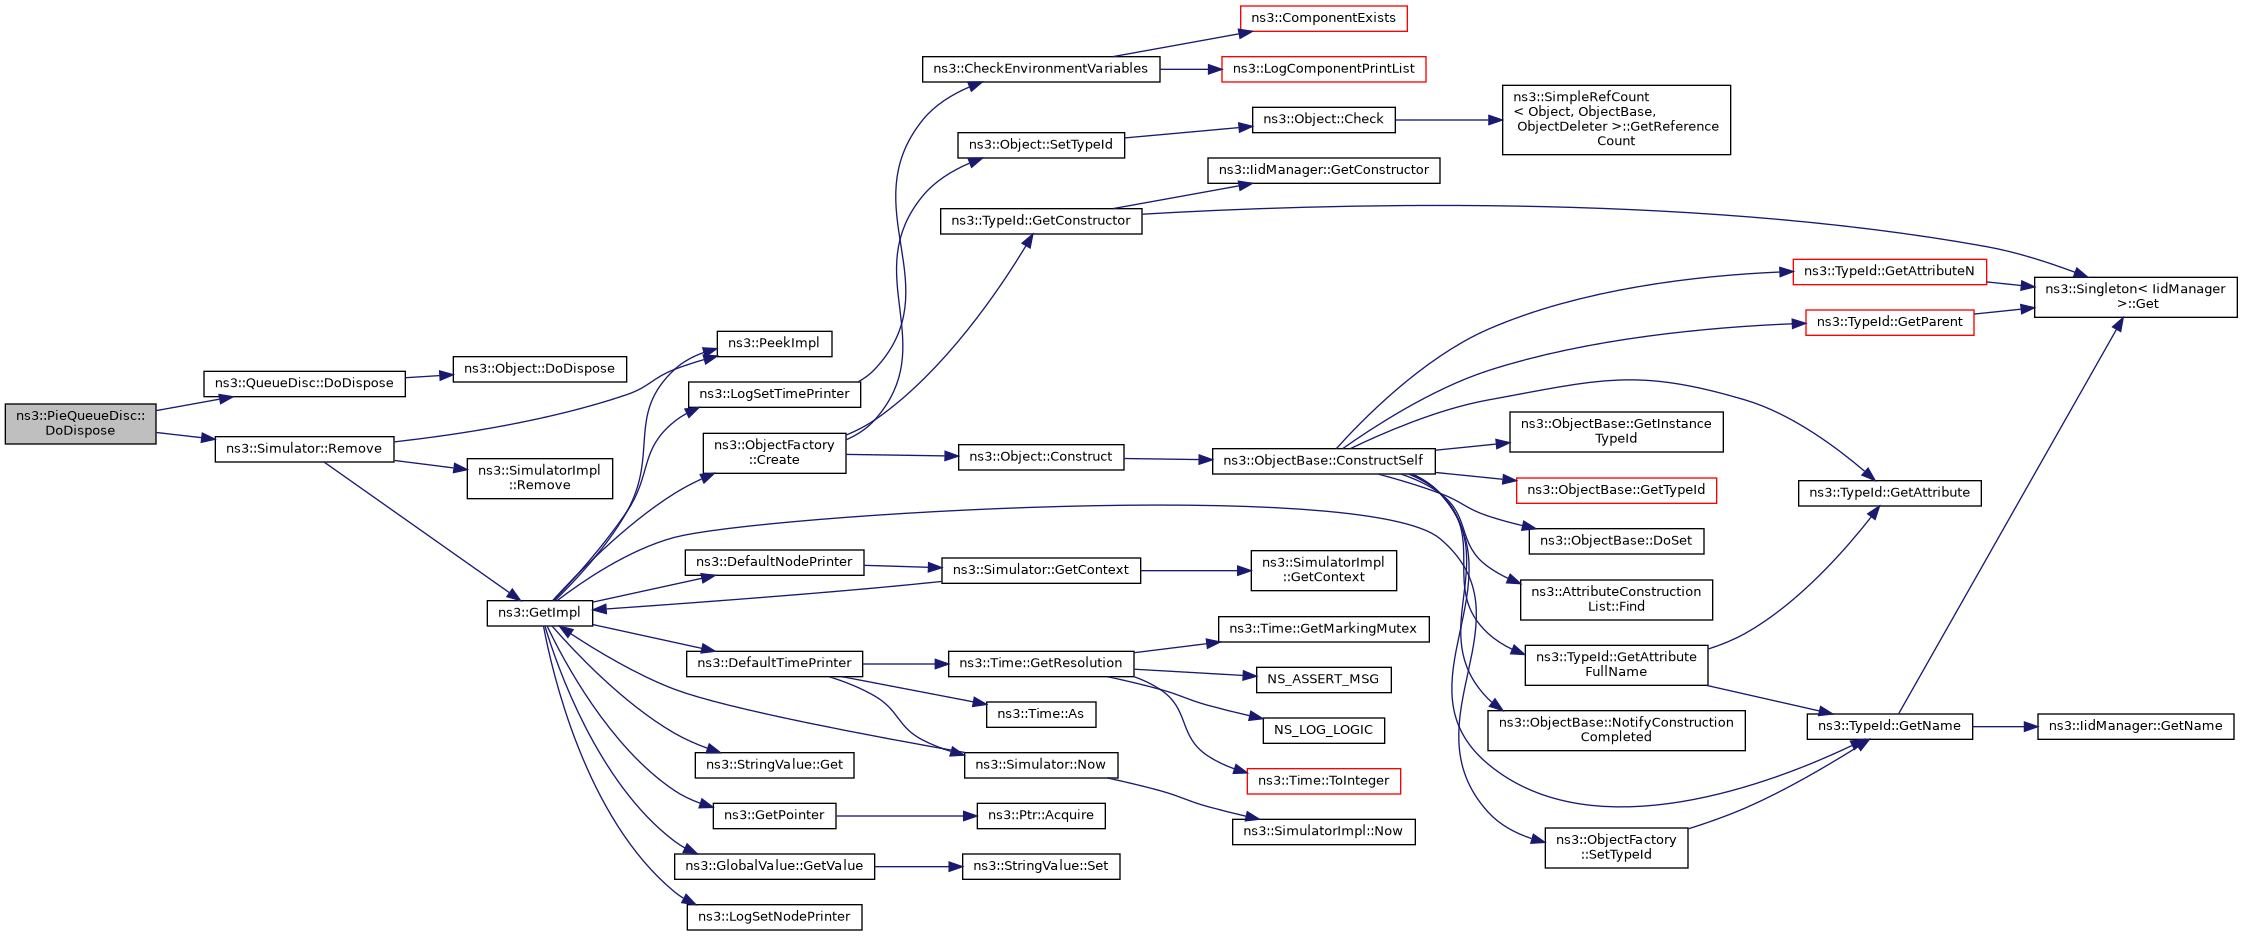 ns3::PieQueueDisc::
DoDispose
ns3::QueueDisc::DoDispose
ns3::Simulator::Remove
ns3::Object::DoDispose
ns3::SimulatorImpl
::Remove
ns3::GetImpl
ns3::PeekImpl
ns3::LogSetTimePrinter
ns3::ObjectFactory
::Create
ns3::DefaultNodePrinter
ns3::DefaultTimePrinter
ns3::StringValue::Get
ns3::GetPointer
ns3::GlobalValue::GetValue
ns3::LogSetNodePrinter
ns3::CheckEnvironmentVariables
ns3::Object::SetTypeId
ns3::TypeId::GetConstructor
ns3::Object::Construct
ns3::Simulator::GetContext
ns3::Time::GetResolution
ns3::Time::As
ns3::Simulator::Now
ns3::Ptr::Acquire
ns3::StringValue::Set
ns3::ComponentExists
ns3::LogComponentPrintList
ns3::Object::Check
ns3::IidManager::GetConstructor
ns3::ObjectBase::ConstructSelf
ns3::SimulatorImpl
::GetContext
ns3::Time::GetMarkingMutex
NS_ASSERT_MSG
NS_LOG_LOGIC
ns3::Time::ToInteger
ns3::SimulatorImpl::Now
ns3::SimpleRefCount
< Object, ObjectBase,
ObjectDeleter >::GetReference
Count
ns3::ObjectBase::GetInstance
TypeId
ns3::ObjectBase::GetTypeId
ns3::ObjectBase::DoSet
ns3::AttributeConstruction
List::Find
ns3::TypeId::GetAttribute
FullName
ns3::ObjectBase::NotifyConstruction
Completed
ns3::ObjectFactory
::SetTypeId
ns3::TypeId::GetAttributeN
ns3::TypeId::GetParent
ns3::TypeId::GetAttribute
ns3::TypeId::GetName
ns3::Singleton< IidManager
>::Get
ns3::IidManager::GetName